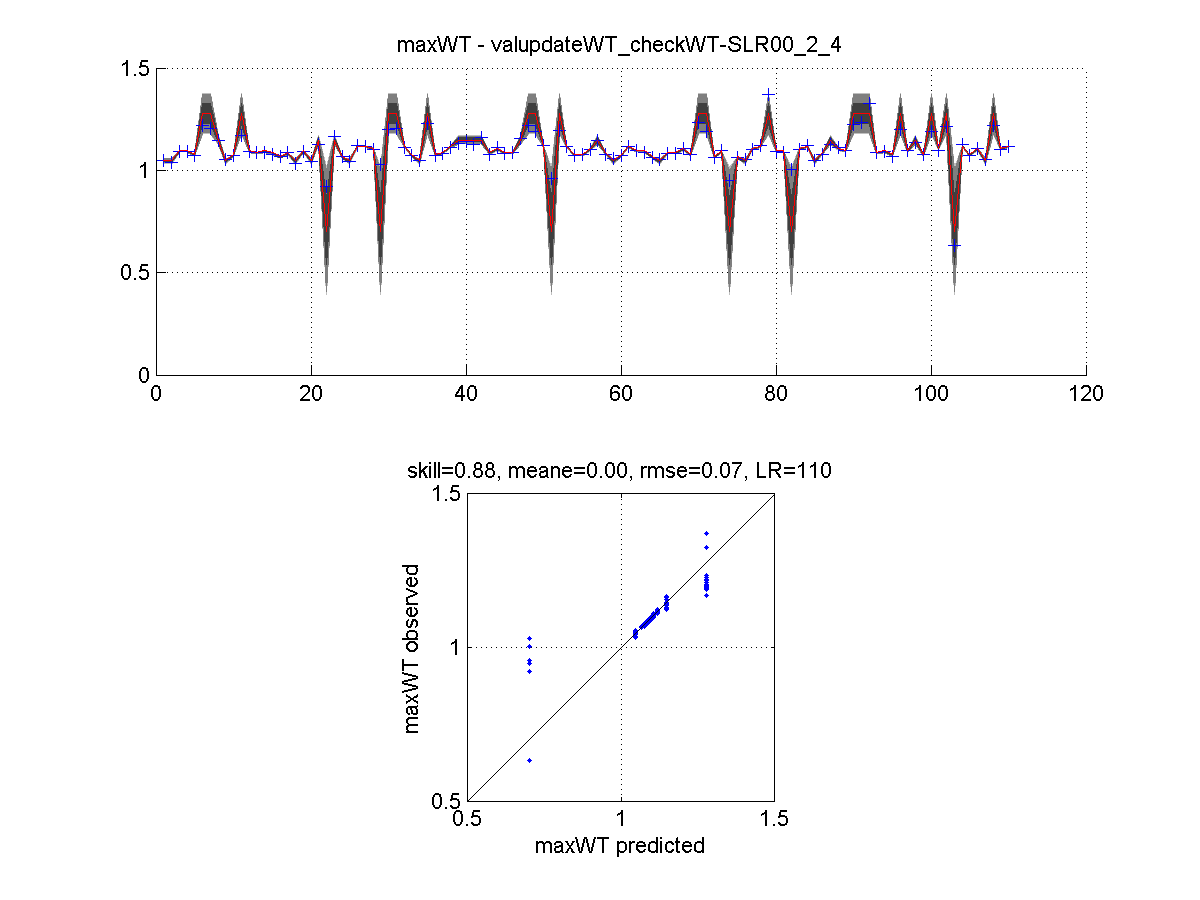 maxWT - valupdateWT_checkWT-SLR00_2_4
1.5
1
0.5
0
0 20 40 60 80 100 120
skill=0.88, meane=0.00, rmse=0.07, LR=110
1.5
maxWT observed
1
0.5
0.5 1 1.5
maxWT predicted